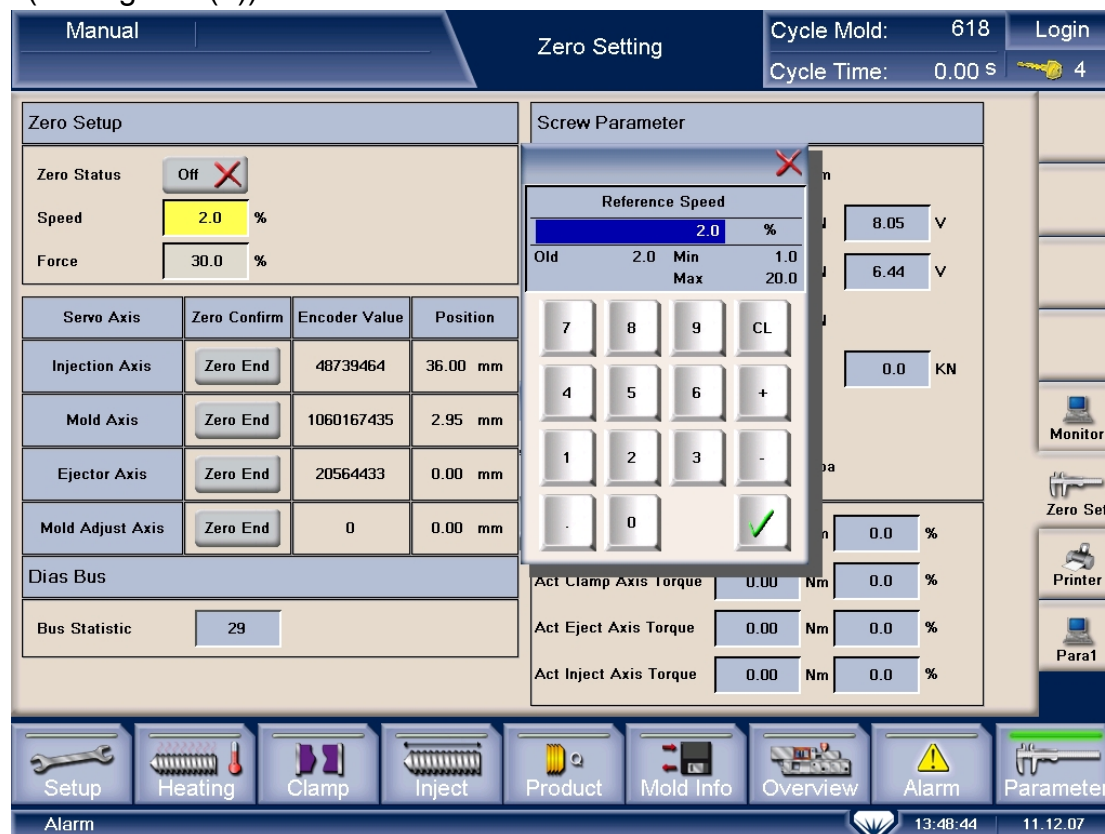 Manual
Zero Setting
Cycle Mold: 618
Login
Cycle Time: 0.00 S
4
Zero Setup
Zero Status Off
Speed 2.0 %
Force 30.0 %
Servo Axis Zero Confirm Encoder Value Position
Injection Axis Zero End 48739464 36.00 mm
Mold Axis Zero End 1060167435 2.95 mm
Ejector Axis Zero End 20564433 0.00 mm
Mold Adjust Axis Zero End 0 0.00 mm
Dias Bus
Bus Statistic 29
Screw Parameter
8.05 V
6.44 V
0.0 KN
0.0 %
Act Clamp Axis Torque 0.00 Nm 0.0 %
Act Eject Axis Torque 0.00 Nm 0.0 %
Act Inject Axis Torque 0.00 Nm 0.0 %
Reference Speed
2.0 %
Old 2.0 Min 1.0
Max 20.0
7 8 9 CL
4 5 6 +
1 2 3 -
. 0
Monitor
Zero Set
Printer
Para1
Setup Heating Clamp Inject Product Mold Info Overview Alarm Parameter
Alarm 13:48:44 11.12.07